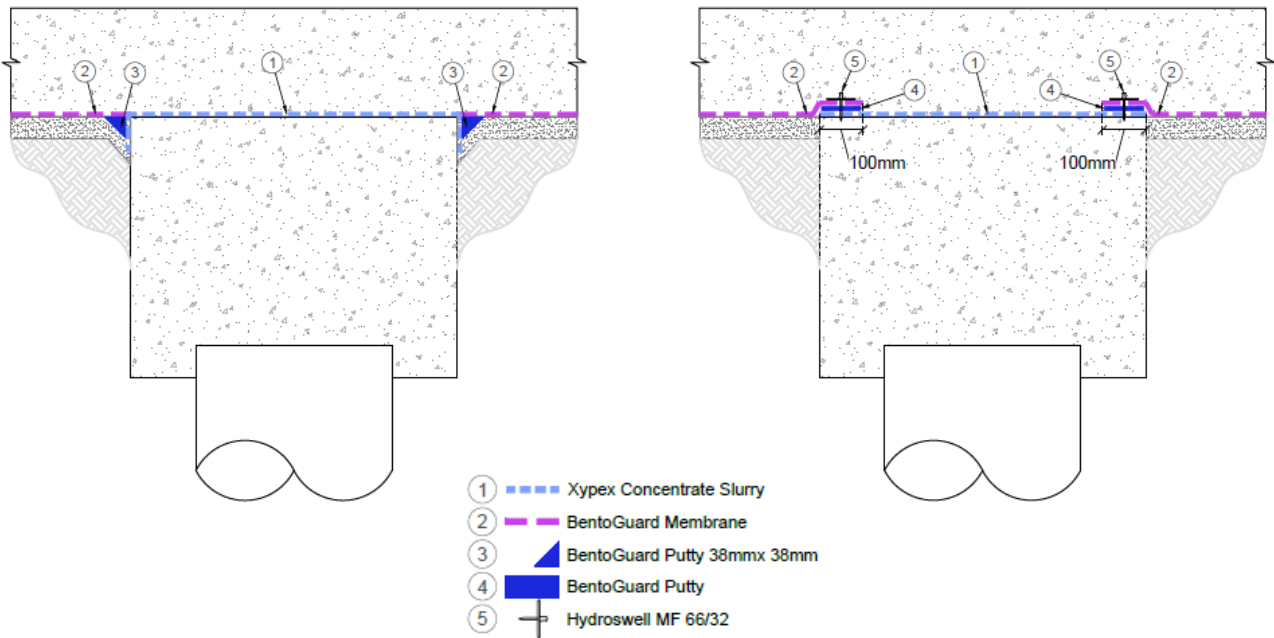 2 3 1 3 2
5 5
2 1 2
4 4
100mm 100mm
1 Xypex Concentrate Slurry
2 BentoGuard Membrane
3 BentoGuard Putty 38mmx 38mm
4 BentoGuard Putty
5 Hydroswell MF 66/32